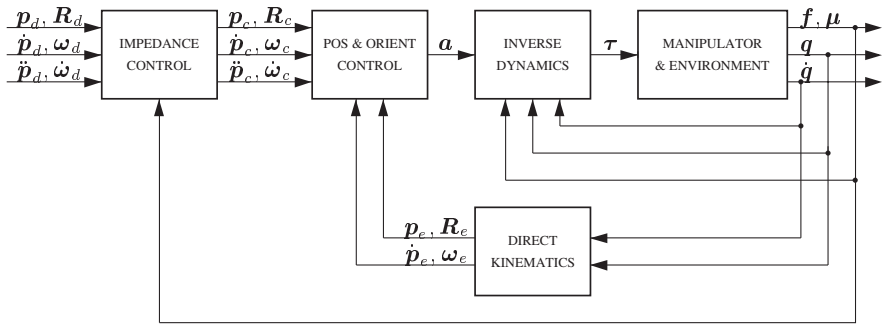 p_d, R_d
ṗ_d, ω_d
p̈_d, ω̇_d
IMPEDANCE
CONTROL
p_c, R_c
ṗ_c, ω_c
p̈_c, ω̇_c
POS & ORIENT
CONTROL
a
INVERSE
DYNAMICS
τ
MANIPULATOR
& ENVIRONMENT
f, μ
q
q̇
p_e, R_e
ṗ_e, ω_e
DIRECT
KINEMATICS